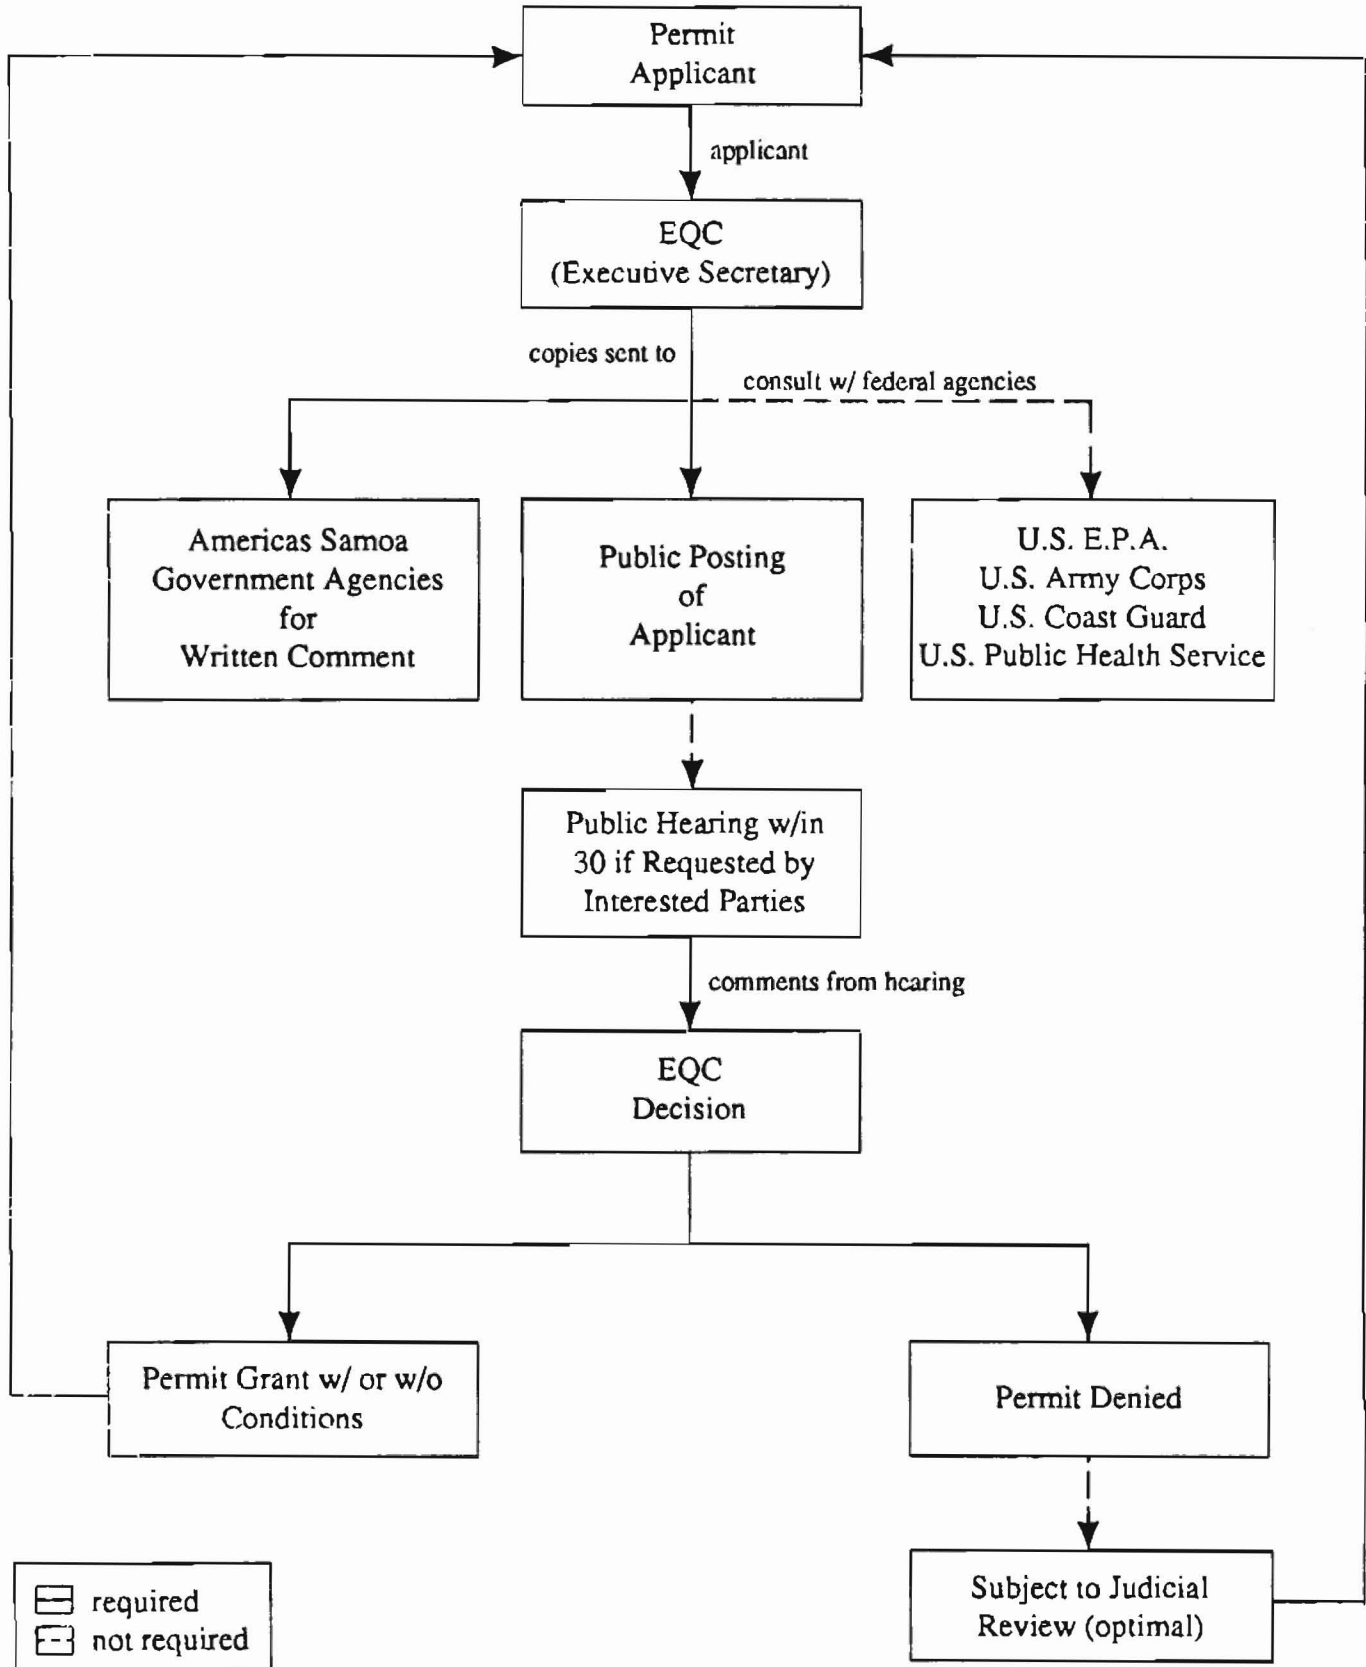 Permit
Applicant
applicant
EQC
(Executive Secretary)
copies sent to
consult w/ federal agencies
Americas Samoa
Government Agencies
for
Written Comment
Public Posting
of
Applicant
U.S. E.P.A.
U.S. Army Corps
U.S. Coast Guard
U.S. Public Health Service
Public Hearing w/in
30 if Requested by
Interested Parties
comments from hearing
EQC
Decision
Permit Grant w/ or w/o
Conditions
Permit Denied
Subject to Judicial
Review (optimal)
required
not required